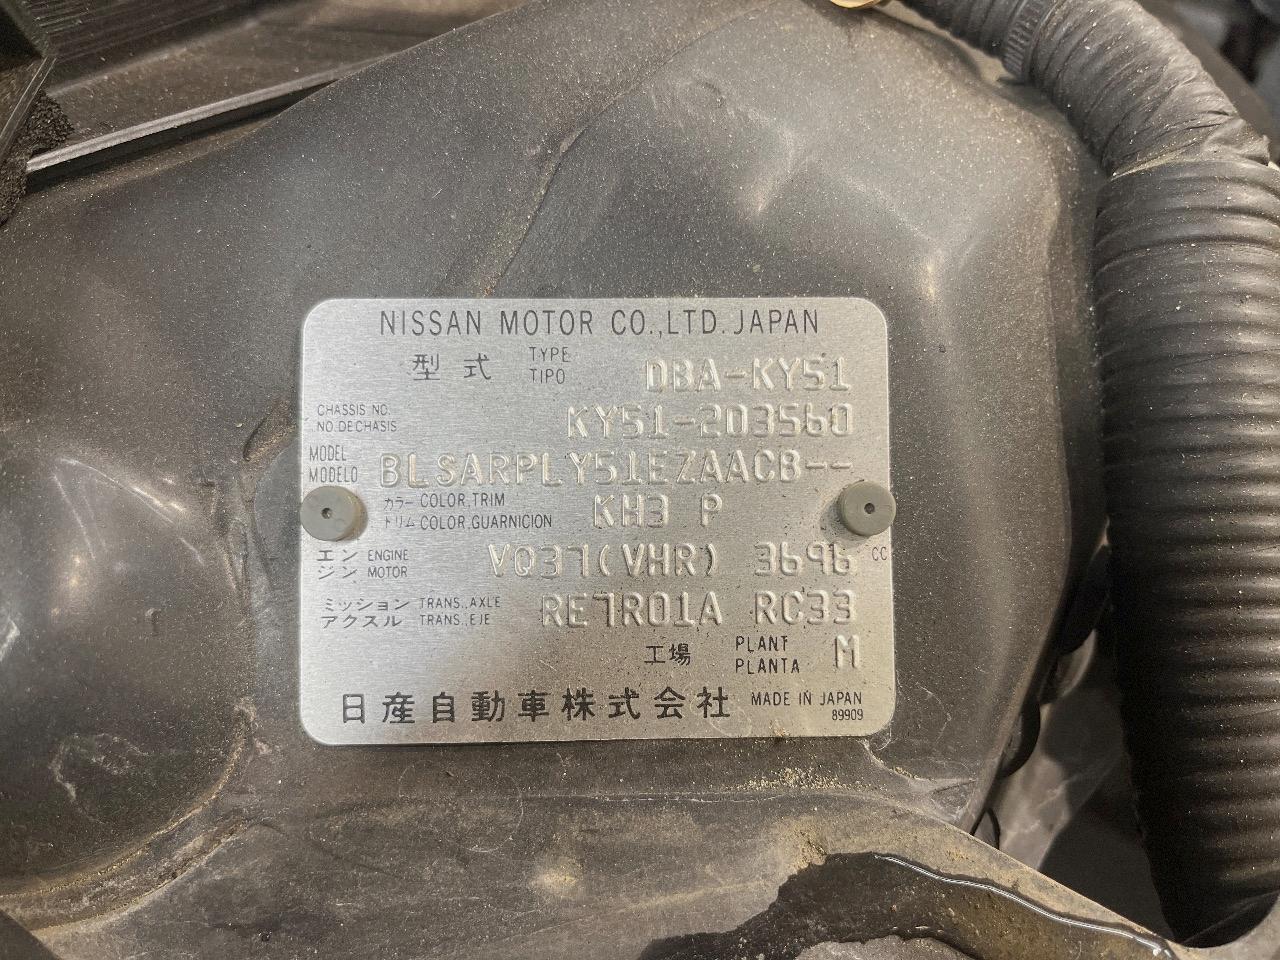 NISSAN MOTOR CO.,LTD. JAPAN
型式 TYPE TIPO DBA-KY51
CHASSIS NO. NO.DE CHASIS KY51-203560
MODEL MODELO BLSARPLY51EZAACB--
カラー COLOR,TRIM トリム COLOR,GUARNICION KH3 P
エンジン ENGINE MOTOR VQ37(VHR) 3696 CC
ミッション TRANS.,AXLE アクスル TRANS.,EJE RE7R01A RC33
工場 PLANT PLANTA M
日産自動車株式会社 MADE IN JAPAN
89909